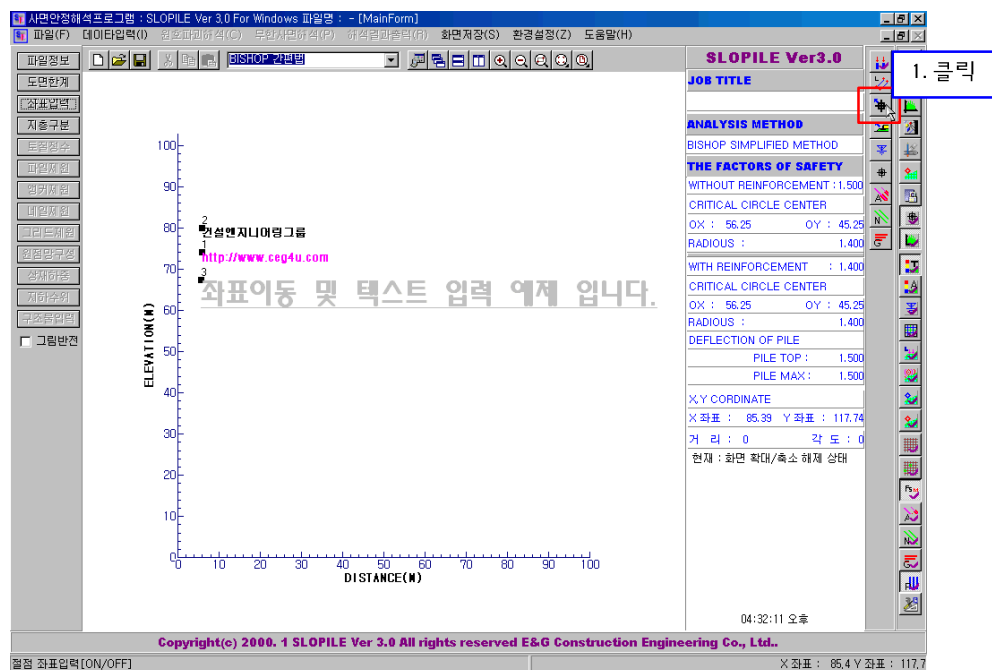 사면안정해석프로그램 : SLOPILE Ver 3,0 For Windows 파일명 : - [MainForm]
파일(F) 데이타입력(I) 원호파괴해석(C) 무한사면해석(P) 해석결과출력(R) 화면저장(S) 환경설정(Z) 도움말(H)
파일정보
BISHOP 간편법
도면한계
좌표입력
지층구분
토질정수
파일제원
앵커제원
네일제원
그리드제원
원점망구성
상재하중
지하수위
구조물입력
그림반전
100
90
80
70
60
50
40
30
20
10
0
ELEVATION(M)
2
건설엔지니어링그룹
1
http://www.ceg4u.com
3
좌표이동 및 텍스트 입력 예제 입니다.
0 10 20 30 40 50 60 70 80 90 100
DISTANCE(M)
SLOPILE Ver3.0
JOB TITLE
ANALYSIS METHOD
BISHOP SIMPLIFIED METHOD
THE FACTORS OF SAFETY
WITHOUT REINFORCEMENT : 1.500
CRITICAL CIRCLE CENTER
OX : 56.25 OY : 45.25
RADIOUS : 1.400
WITH REINFORCEMENT : 1.400
CRITICAL CIRCLE CENTER
OX : 56.25 OY : 45.25
RADIOUS : 1.400
DEFLECTION OF PILE
PILE TOP : 1.500
PILE MAX : 1.500
X,Y CORDINATE
X 좌표 : 85.39 Y 좌표 : 117.74
거 리 : 0 각 도 : 0
현재 : 화면 확대/축소 해제 상태
04:32:11 오후
1. 클릭
Copyright(c) 2000. 1 SLOPILE Ver 3.0 All rights reserved E&G Construction Engineering Co., Ltd..
절점 좌표입력[ON/OFF]
X 좌표 : 85,4 Y 좌표 : 117,7